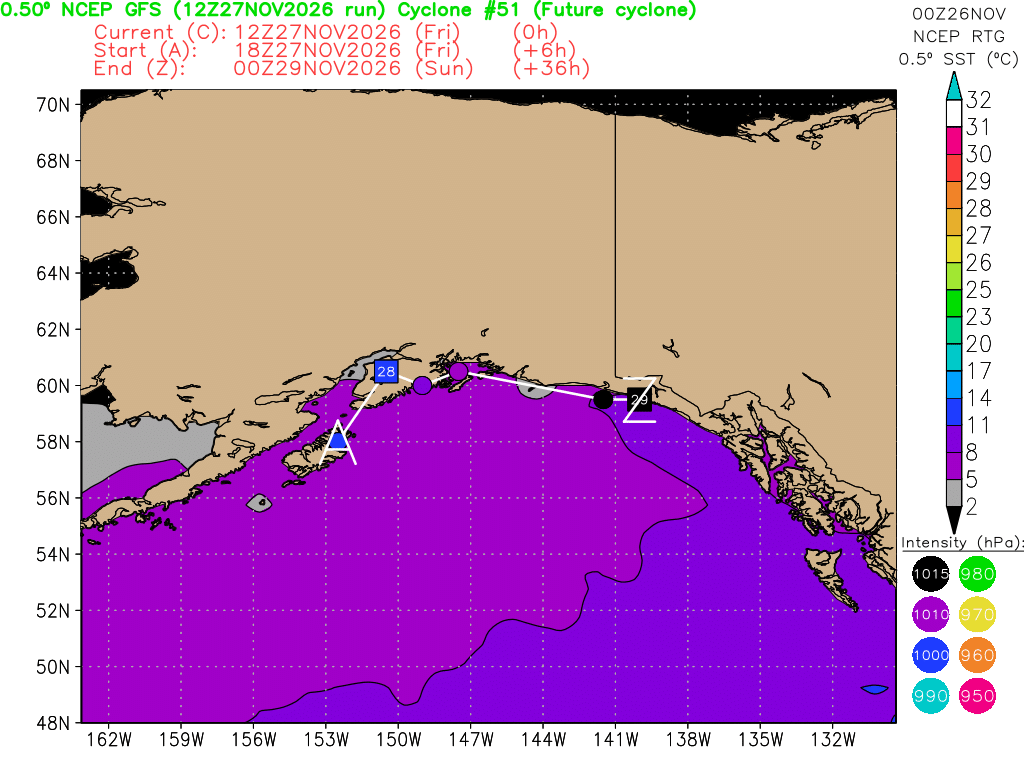 0.50º NCEP GFS (12Z27NOV2026 run) Cyclone #51 (Future cyclone)
Current (C): 12Z27NOV2026 (Fri) (0h)
Start (A): 18Z27NOV2026 (Fri) (+6h)
End (Z): 00Z29NOV2026 (Sun) (+36h)
00Z26NOV
NCEP RTG
0.5º SST (ºC)
70N
68N
66N
64N
62N
60N
58N
56N
54N
52N
50N
48N
162W 159W 156W 153W 150W 147W 144W 141W 138W 135W 132W
A
28
29
Z
32
31
30
29
28
27
26
25
23
20
17
14
11
8
5
2
Intensity (hPa):
1015 980
1010 970
1000 960
990 950